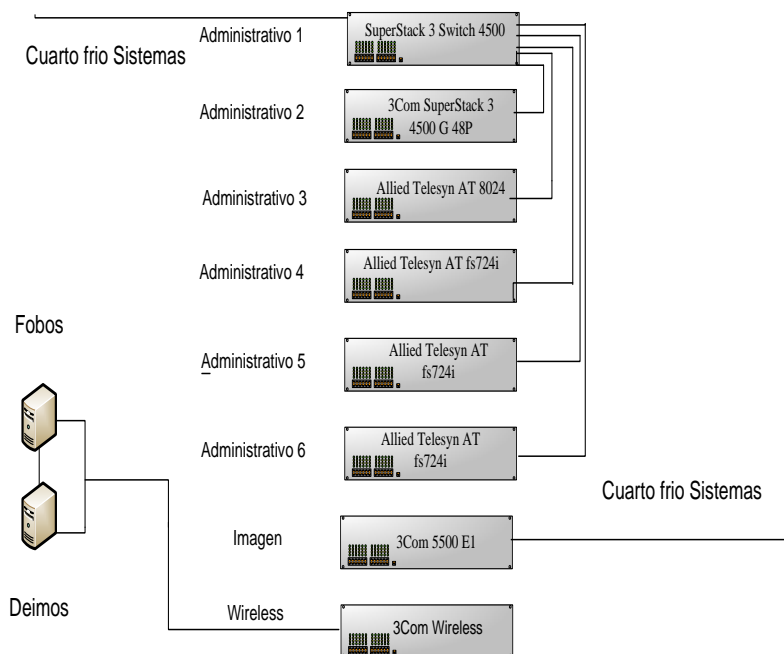 Administrativo 1
SuperStack 3 Switch 4500
Cuarto frio Sistemas
Administrativo 2
3Com SuperStack 3
4500 G 48P
Administrativo 3
Allied Telesyn AT 8024
Administrativo 4
Allied Telesyn AT fs724i
Fobos
Administrativo 5
Allied Telesyn AT
fs724i
Administrativo 6
Allied Telesyn AT
fs724i
Cuarto frio Sistemas
Imagen
3Com 5500 E1
Deimos
Wireless
3Com Wireless